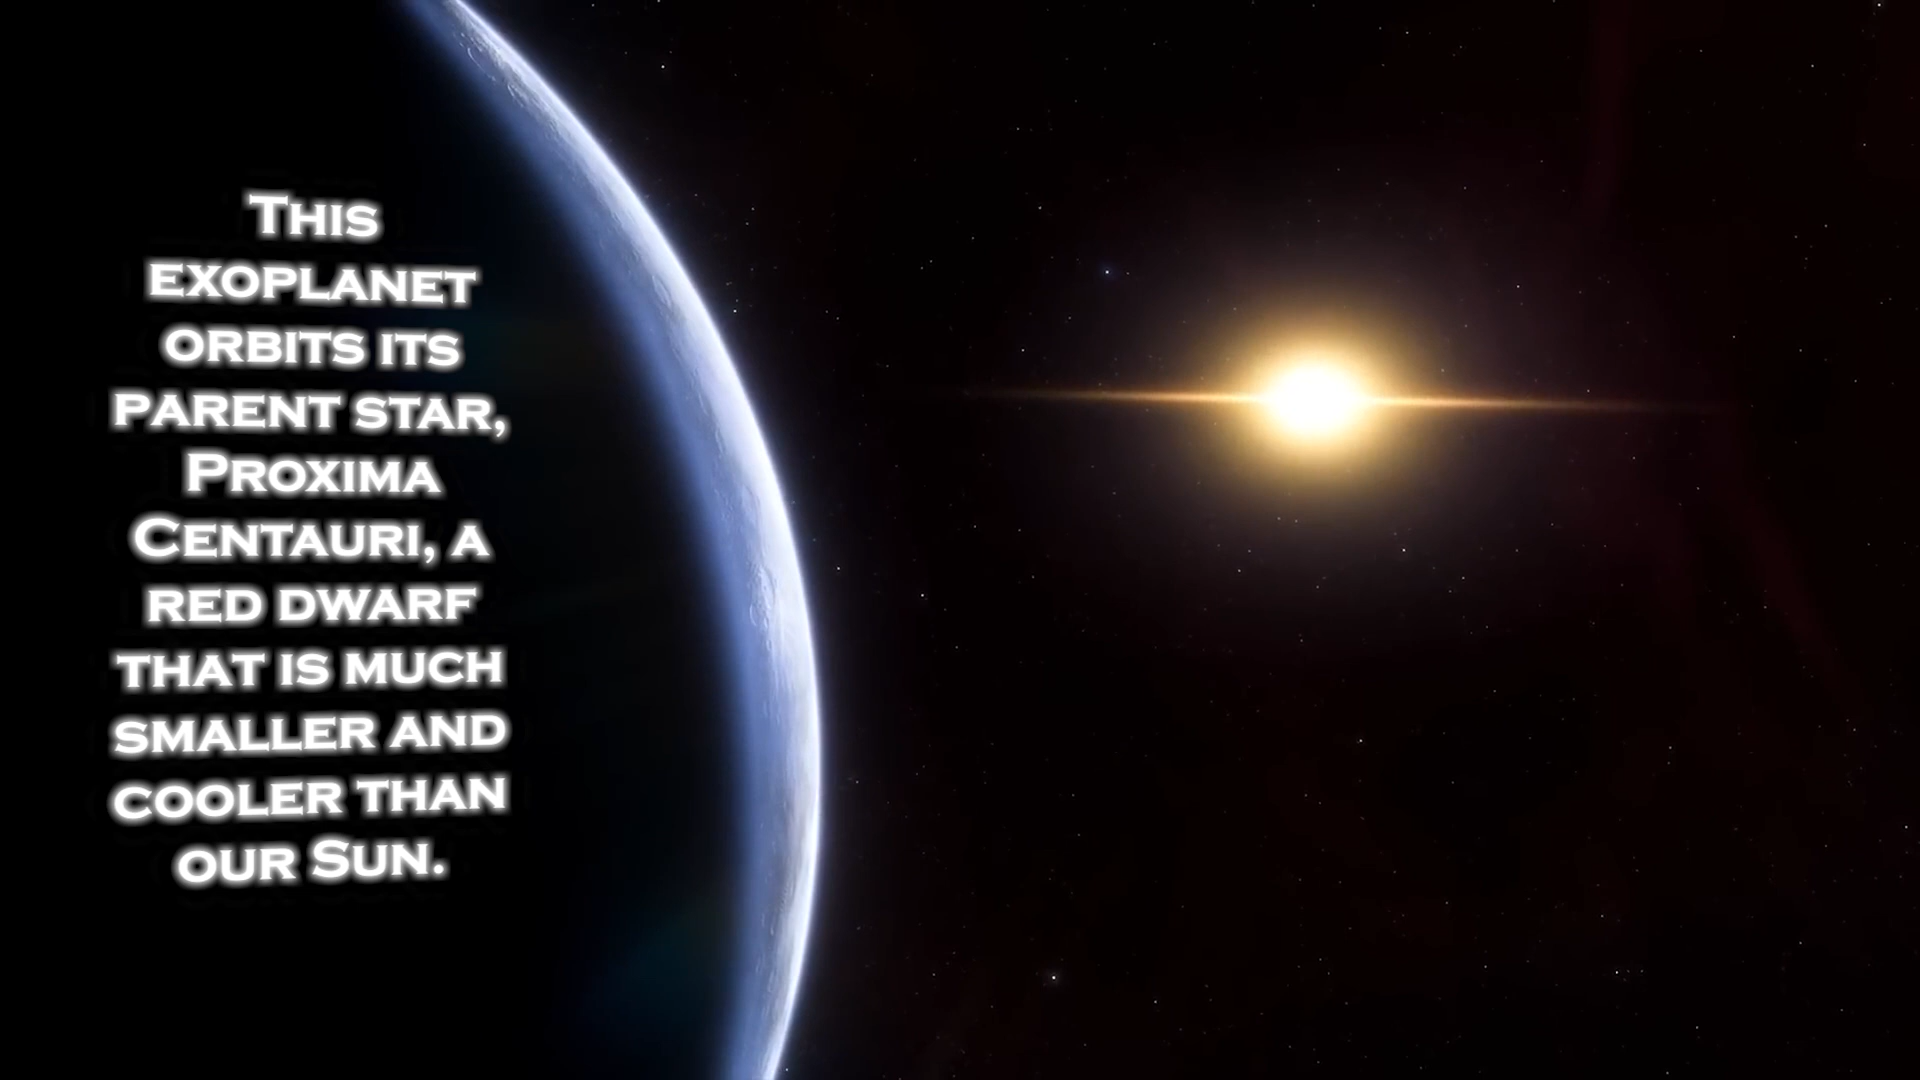 This
exoplanet
orbits its
parent star,
Proxima
Centauri, a
red dwarf
that is much
smaller and
cooler than
our Sun.